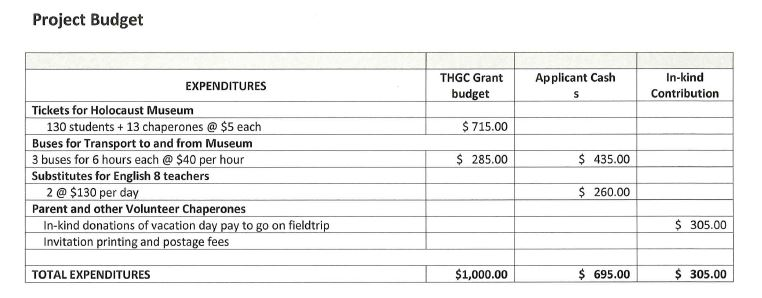 Project Budget
EXPENDITURES THGC Grant budget Applicant Cash s In-kind Contribution
Tickets for Holocaust Museum
130 students + 13 chaperones @ $5 each $ 715.00
Buses for Transport to and from Museum
3 buses for 6 hours each @ $40 per hour $ 285.00 $ 435.00
Substitutes for English 8 teachers
2 @ $130 per day $ 260.00
Parent and other Volunteer Chaperones
In-kind donations of vacation day pay to go on fieldtrip $ 305.00
Invitation printing and postage fees
TOTAL EXPENDITURES $1,000.00 $ 695.00 $ 305.00